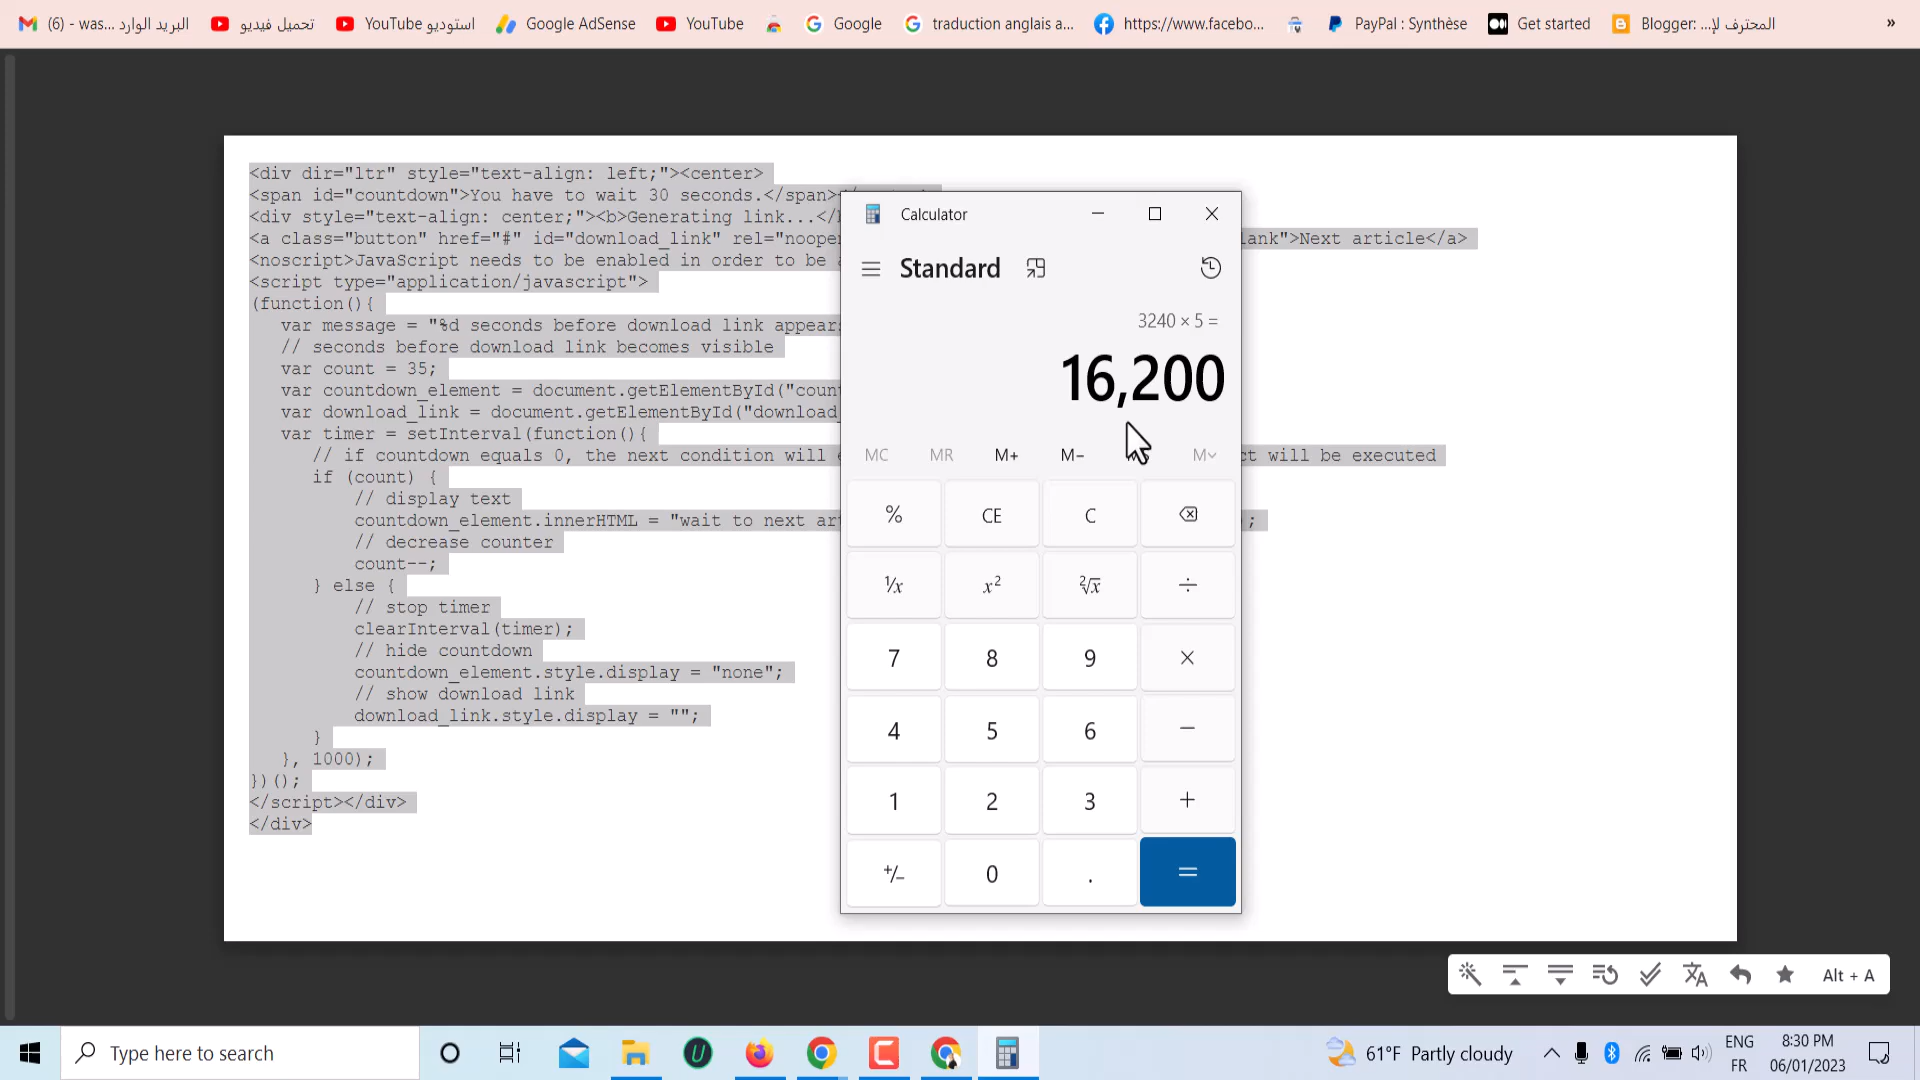 (6) - was... البريد الوارد
تحميل فيديو
استوديو YouTube
Google AdSense
YouTube
Google
traduction anglais a...
https://www.facebo...
PayPal : Synthèse
Get started
Blogger: ...المحترف لإ
»
<div dir="ltr" style="text-align: left;"><center>
<span id="countdown">You have to wait 30 seconds.</span>
<div style="text-align: center;"><b>Generating link...</
<a class="button" href="#" id="download_link" rel="noope
lank">Next article</a>
<noscript>JavaScript needs to be enabled in order to be
<script type="application/javascript">
(function(){
var message = "%d seconds before download link appears
// seconds before download link becomes visible
var count = 35;
var countdown_element = document.getElementById("coun
var download_link = document.getElementById("download_
var timer = setInterval(function(){
// if countdown equals 0, the next condition will
ct will be executed
if (count) {
// display text
countdown_element.innerHTML = "wait to next ar
;
// decrease counter
count--;
} else {
// stop timer
clearInterval(timer);
// hide countdown
countdown_element.style.display = "none";
// show download link
download_link.style.display = "";
}
}, 1000);
})();
</script></div>
</div>
Calculator
Standard
3240 × 5 =
16,200
MC MR M+ M- M˅
% CE C
¹/x x² ²√x ÷
7 8 9 ×
4 5 6 −
1 2 3 +
+/− 0 . =
Alt + A
Type here to search
61°F Partly cloudy
ENG
FR
8:30 PM
06/01/2023